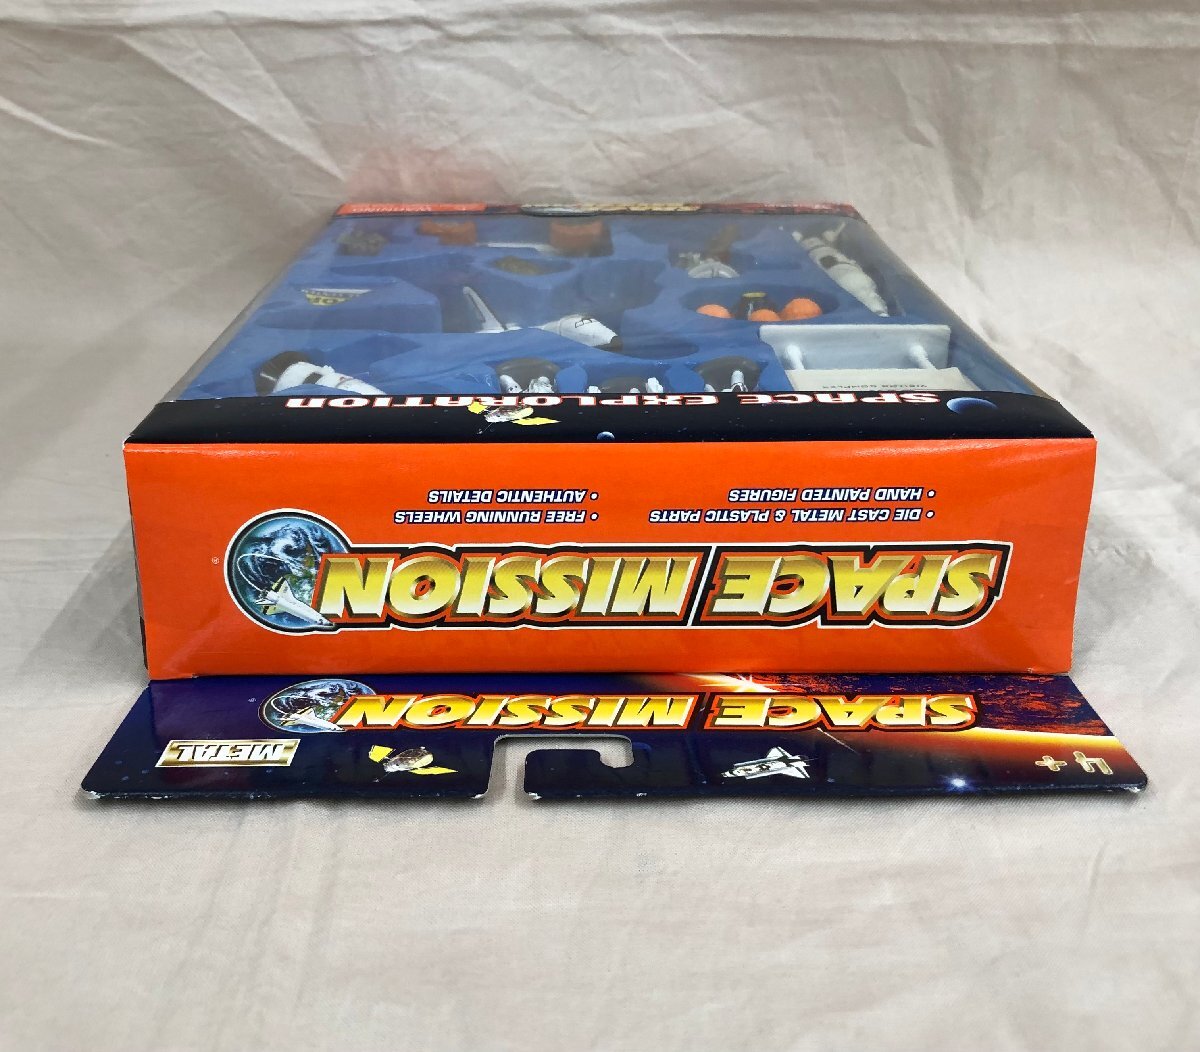 4+
METAL
SPACE MISSION
®
SPACE MISSION
®
• DIE CAST METAL & PLASTIC PARTS
• HAND PAINTED FIGURES
• FREE RUNNING WHEELS
• AUTHENTIC DETAILS
SPACE EXPLORATION
WARNING